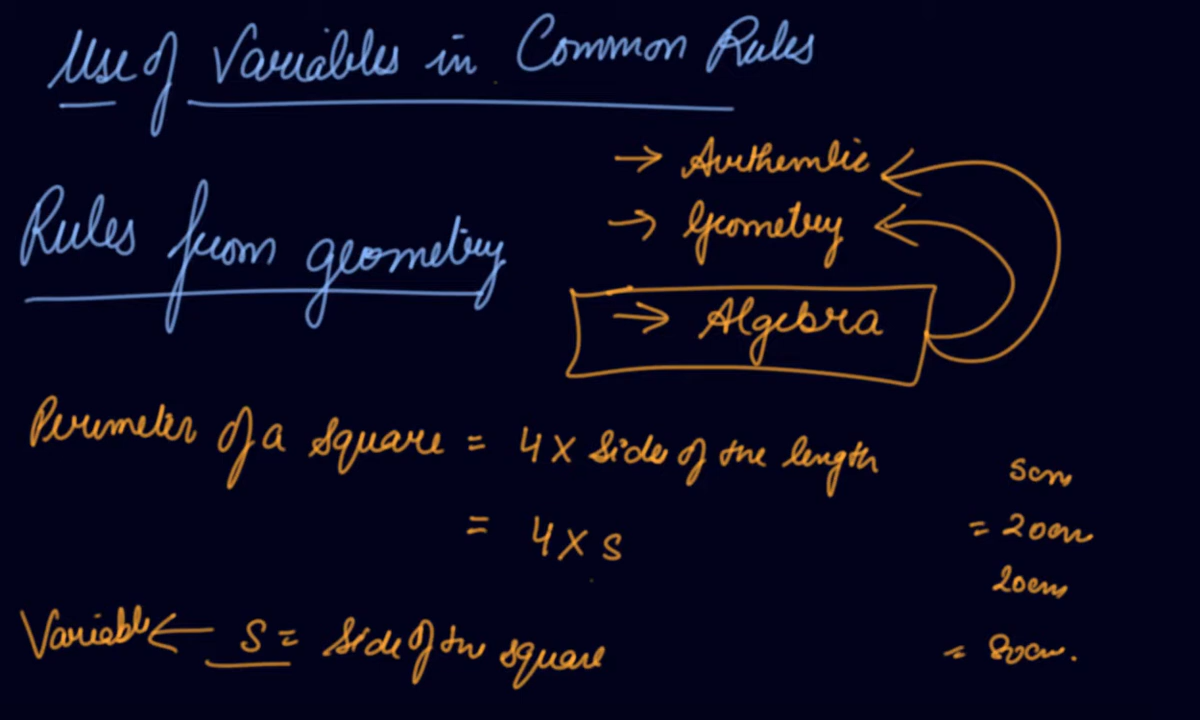 Use of Variables in Common Rules
→ Arithemtic
Rules from geometry
→ Geometry
→ Algebra
Perimeter of a square = 4 × Side of the length
= 4 × s
5cm
= 20cm
20cm
= 80cm.
Variable ← S = Side of the square